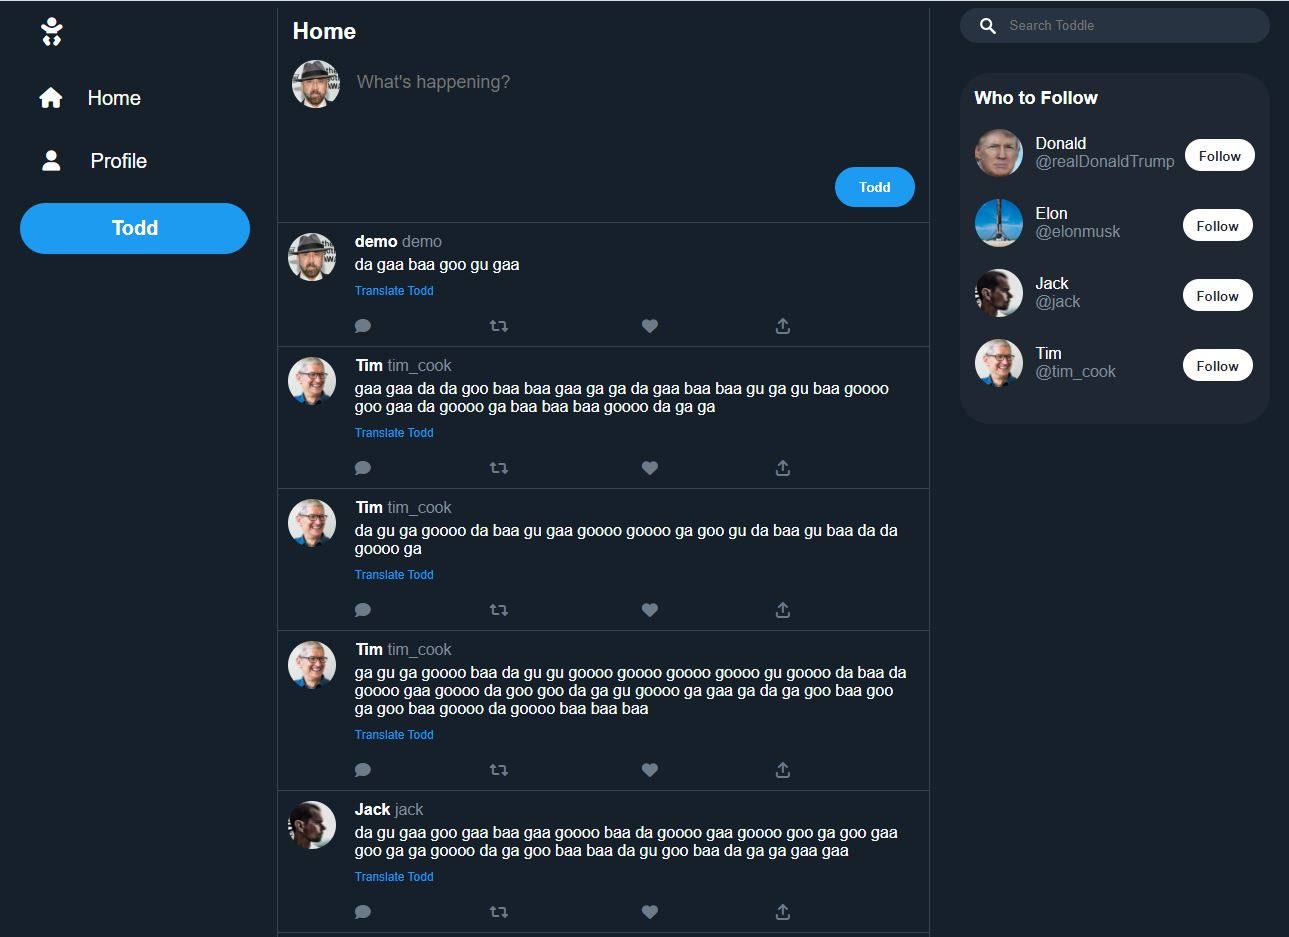 Home
Profile
Todd
Home
What's happening?
Todd
demo demo
da gaa baa goo gu gaa
Translate Todd
Tim tim_cook
gaa gaa da da goo baa baa gaa ga ga da gaa baa baa gu ga gu baa goooo
goo gaa da goooo ga baa baa baa goooo da ga ga
Translate Todd
Tim tim_cook
da gu ga goooo da baa gu gaa goooo goooo ga goo gu da baa gu baa da da
goooo ga
Translate Todd
Tim tim_cook
ga gu ga goooo baa da gu gu goooo goooo goooo goooo gu goooo da baa da
goooo gaa goooo da goo goo da ga gu goooo ga gaa ga da ga goo baa goo
ga goo baa goooo da goooo baa baa baa
Translate Todd
Jack jack
da gu gaa goo gaa baa gaa goooo baa da goooo gaa goooo goo ga goo gaa
goo ga ga goooo da ga goo baa baa da gu goo baa da ga ga gaa gaa
Translate Todd
Search Toddle
Who to Follow
Donald
@realDonaldTrump
Follow
Elon
@elonmusk
Follow
Jack
@jack
Follow
Tim
@tim_cook
Follow